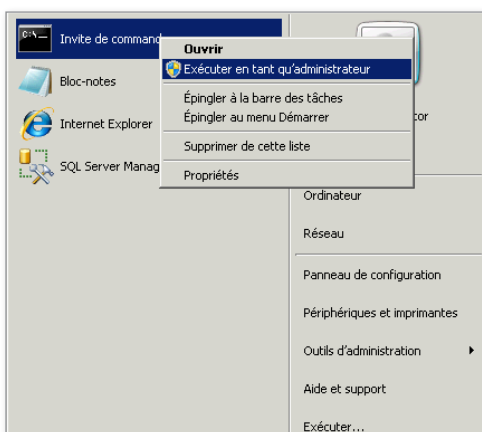 Invite de command
Ouvrir
Exécuter en tant qu'administrateur
Épingler à la barre des tâches
Épingler au menu Démarrer
Supprimer de cette liste
Propriétés
Bloc-notes
Internet Explorer
SQL Server Manag
tor
Ordinateur
Réseau
Panneau de configuration
Périphériques et imprimantes
Outils d'administration
Aide et support
Exécuter...